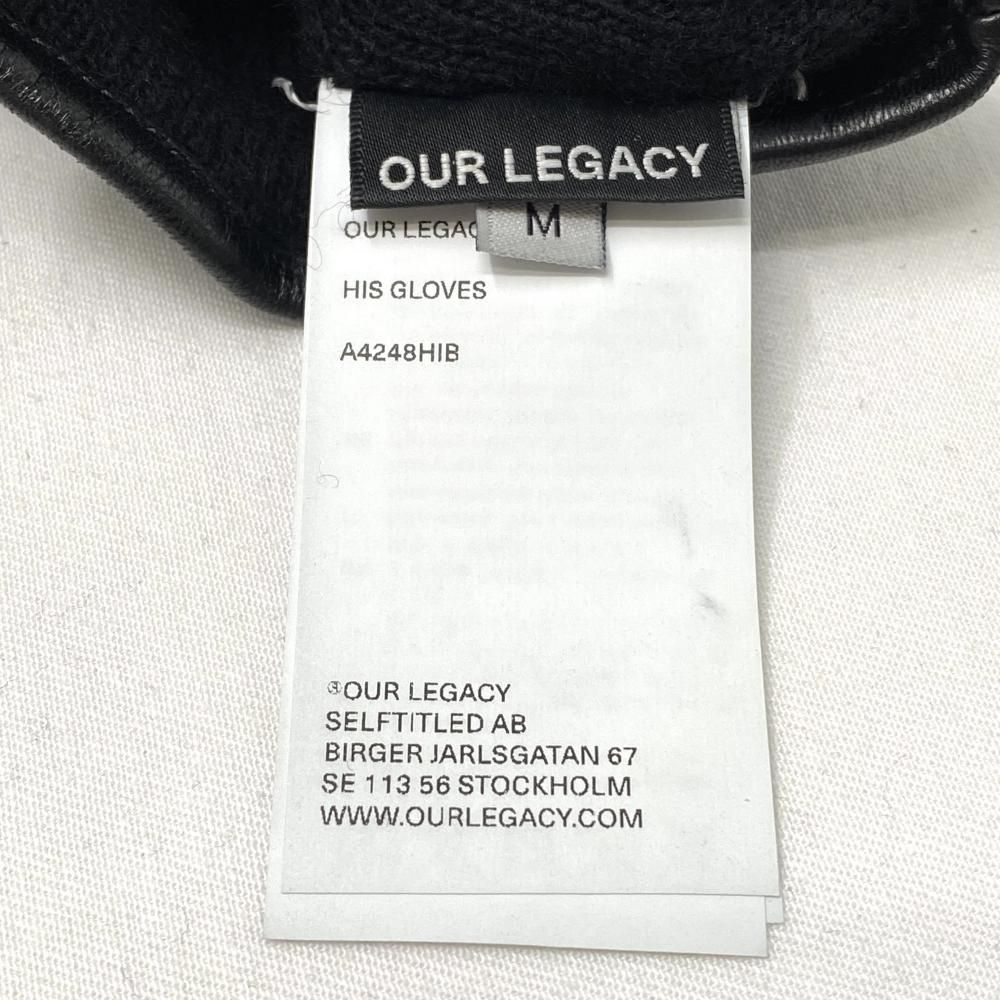 OUR LEGACY
M
OUR LEGAC
HIS GLOVES
A4248HIB
®OUR LEGACY
SELFTITLED AB
BIRGER JARLSGATAN 67
SE 113 56 STOCKHOLM
WWW.OURLEGACY.COM